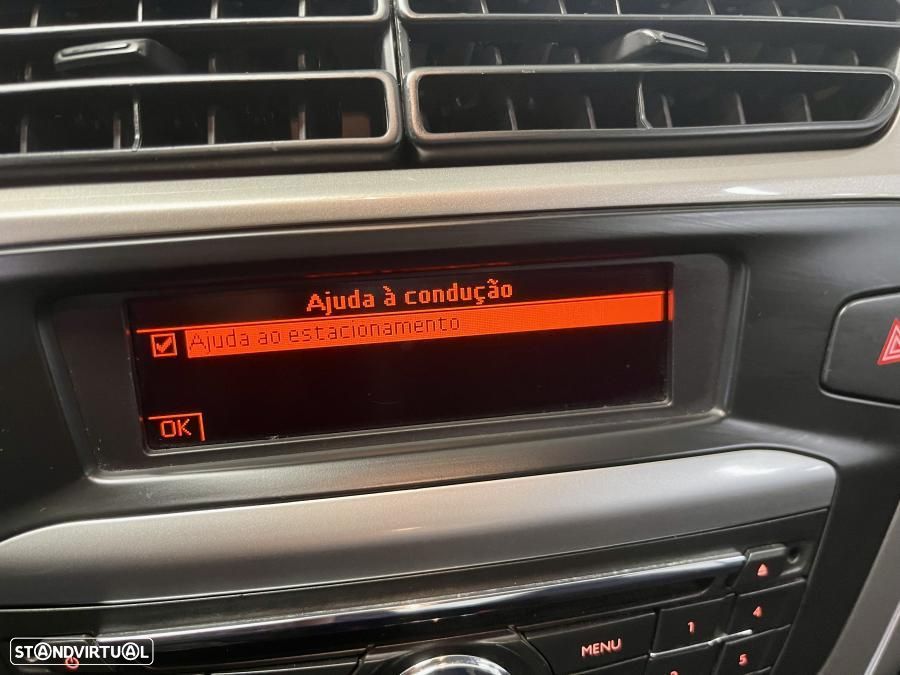 Ajuda à condução
Ajuda ao estacionamento
OK
MENU
1
4
5
STANDVIRTUAL